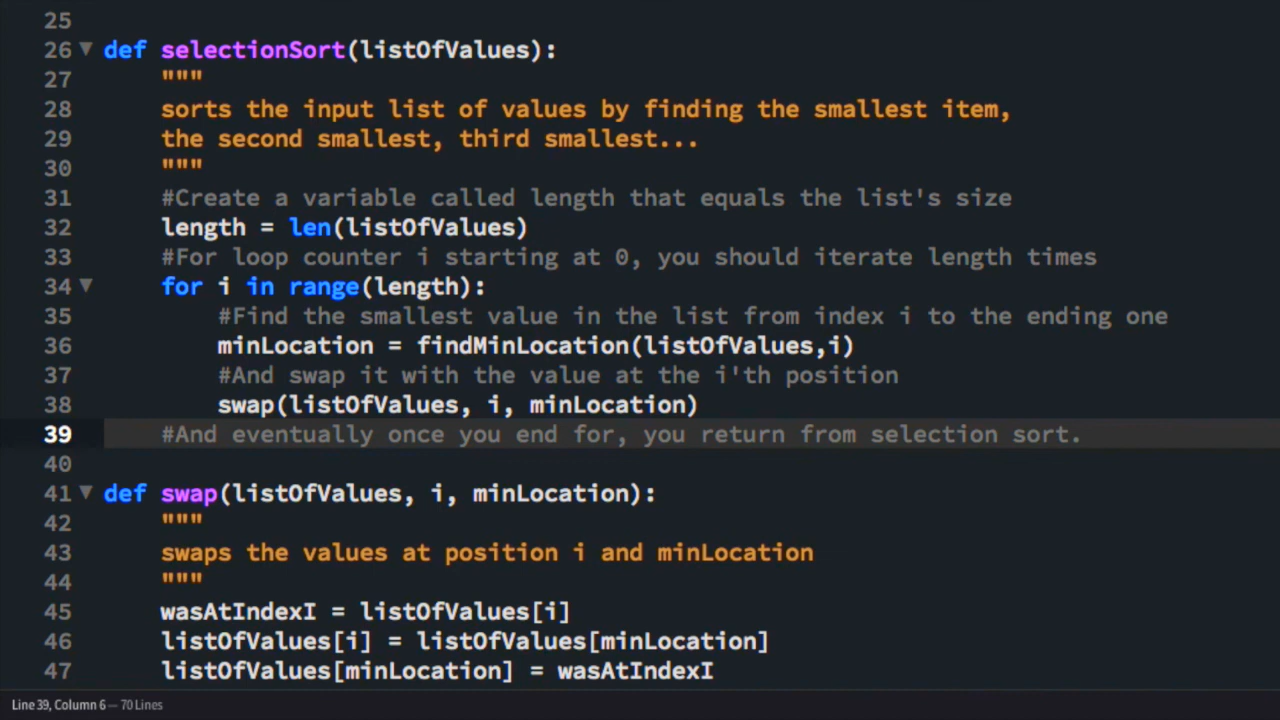 25
26 def selectionSort(listOfValues):
27 """
28 sorts the input list of values by finding the smallest item,
29 the second smallest, third smallest...
30 """
31 #Create a variable called length that equals the list's size
32 length = len(listOfValues)
33 #For loop counter i starting at 0, you should iterate length times
34 for i in range(length):
35 #Find the smallest value in the list from index i to the ending one
36 minLocation = findMinLocation(listOfValues,i)
37 #And swap it with the value at the i'th position
38 swap(listOfValues, i, minLocation)
39 #And eventually once you end for, you return from selection sort.
40
41 def swap(listOfValues, i, minLocation):
42 """
43 swaps the values at position i and minLocation
44 """
45 wasAtIndexI = listOfValues[i]
46 listOfValues[i] = listOfValues[minLocation]
47 listOfValues[minLocation] = wasAtIndexI
Line 39, Column 6 — 70 Lines